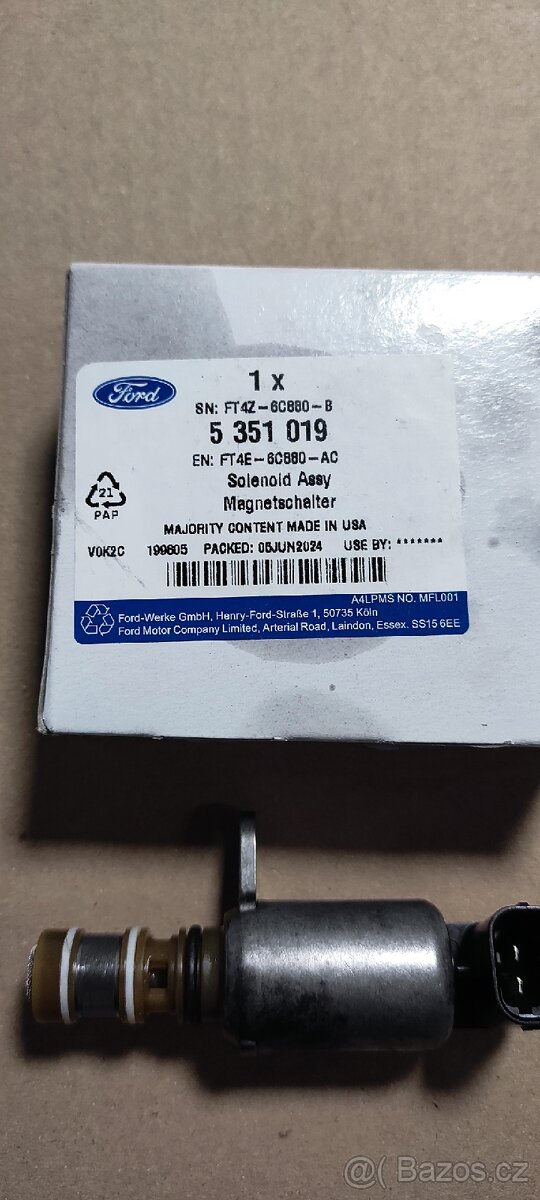 Ford
1 x
SN: FT4Z-6C880-B
5 351 019
EN: FT4E-6C880-AC
Solenoid Assy
Magnetschalter
21
PAP
MAJORITY CONTENT MADE IN USA
V0K2C 199605 PACKED: 05JUN2024 USE BY: *******
A4LPMS NO. MFL001
Ford-Werke GmbH, Henry-Ford-Straße 1, 50735 Köln
Ford Motor Company Limited, Arterial Road, Laindon, Essex. SS15 6EE
Bazos.cz